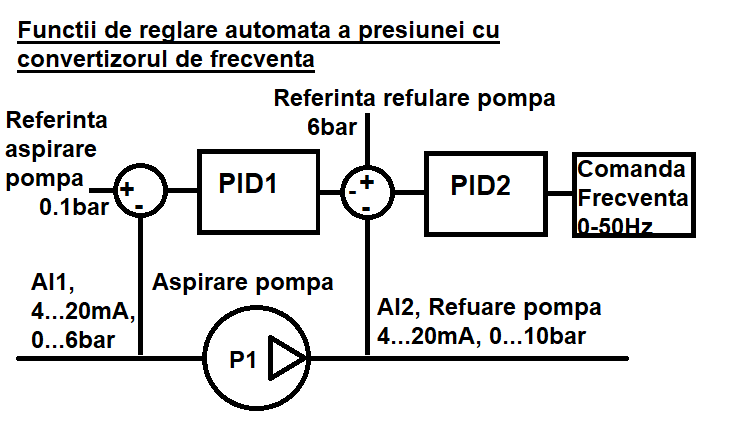 Functii de reglare automata a presiunei cu
convertizorul de frecventa
Referinta refulare pompa
6bar
Referinta
aspirare
pompa
0.1bar
+
-
PID1
-
+
-
PID2
Comanda
Frecventa
0-50Hz
AI1,
4...20mA,
0...6bar
Aspirare pompa
P1
AI2, Refuare pompa
4...20mA, 0...10bar